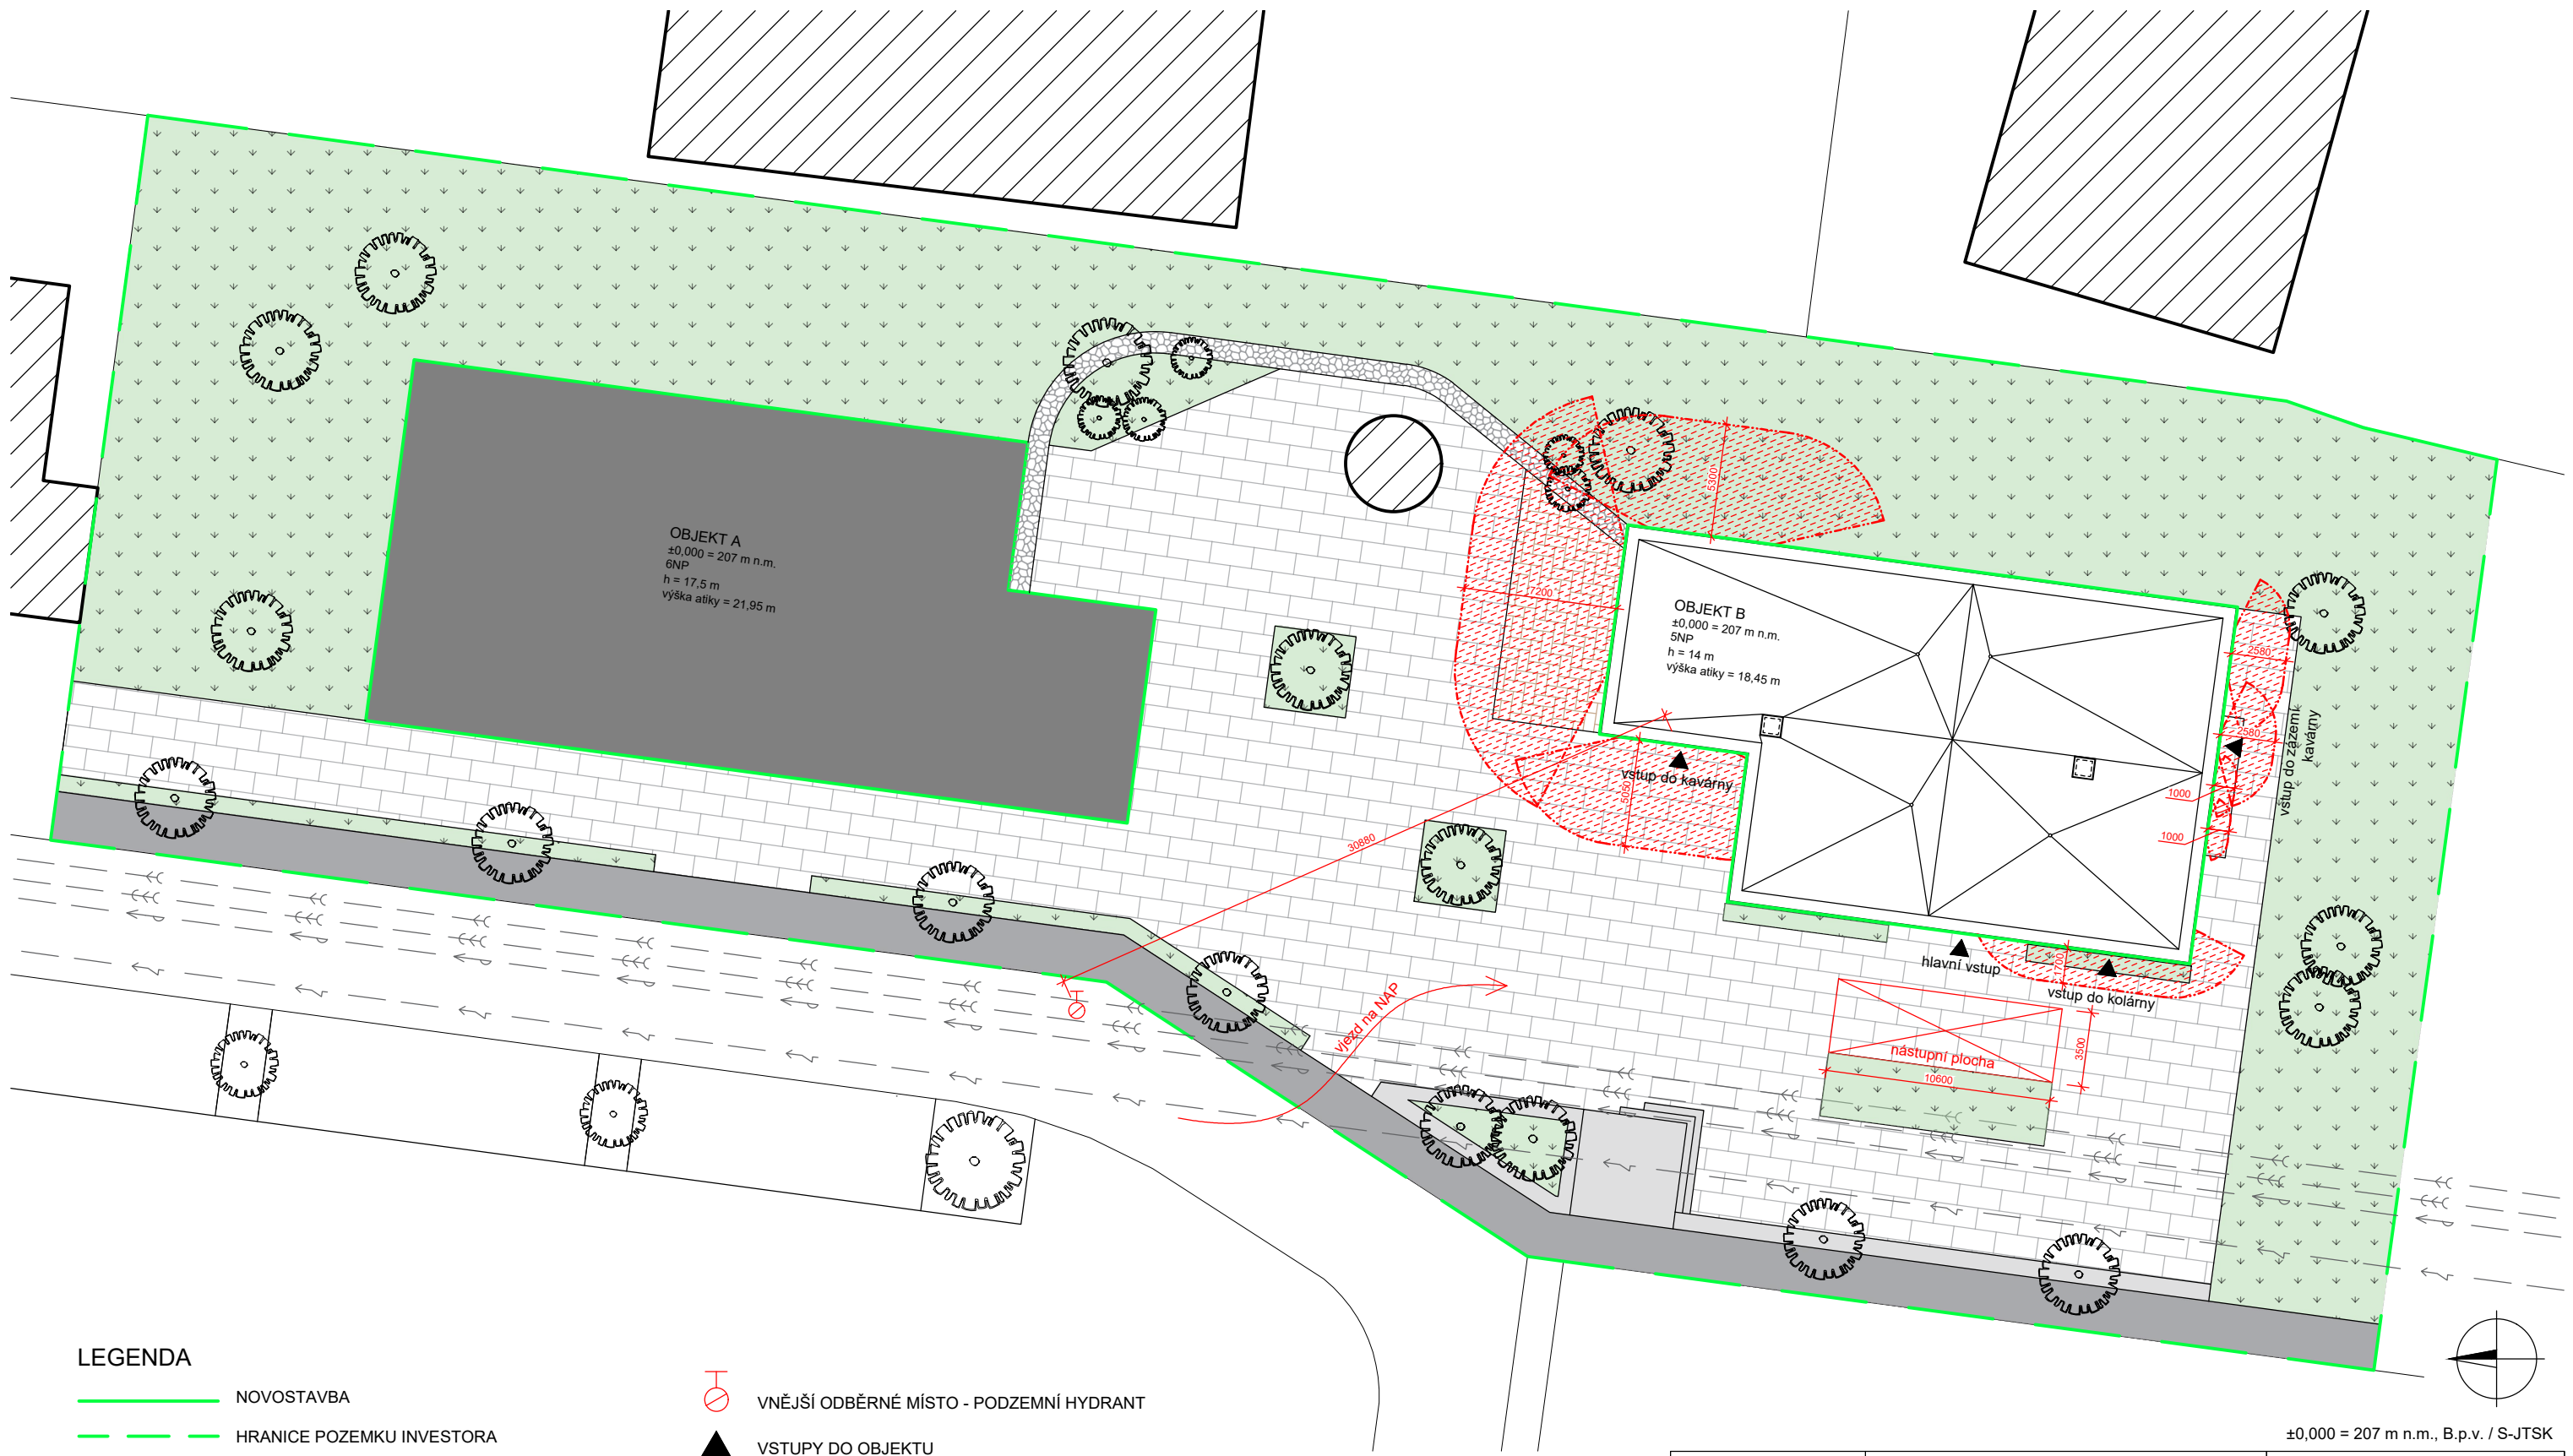 OBJEKT A
±0,000 = 207 m n.m.
6NP
h = 17,5 m
výška atiky = 21,95 m
5300
7200
OBJEKT B
±0,000 = 207 m n.m.
5NP
h = 14 m
výška atiky = 18,45 m
2580
2580
vstup do zázemí
kavárny
vstup do kavárny
5050
1000
1000
30880
hlavní vstup
1700
vstup do kolárny
vjezd na NAP
nástupní plocha
3500
10600
LEGENDA
NOVOSTAVBA
HRANICE POZEMKU INVESTORA
VNĚJŠÍ ODBĚRNÉ MÍSTO - PODZEMNÍ HYDRANT
VSTUPY DO OBJEKTU
±0,000 = 207 m n.m., B.p.v. / S-JTSK